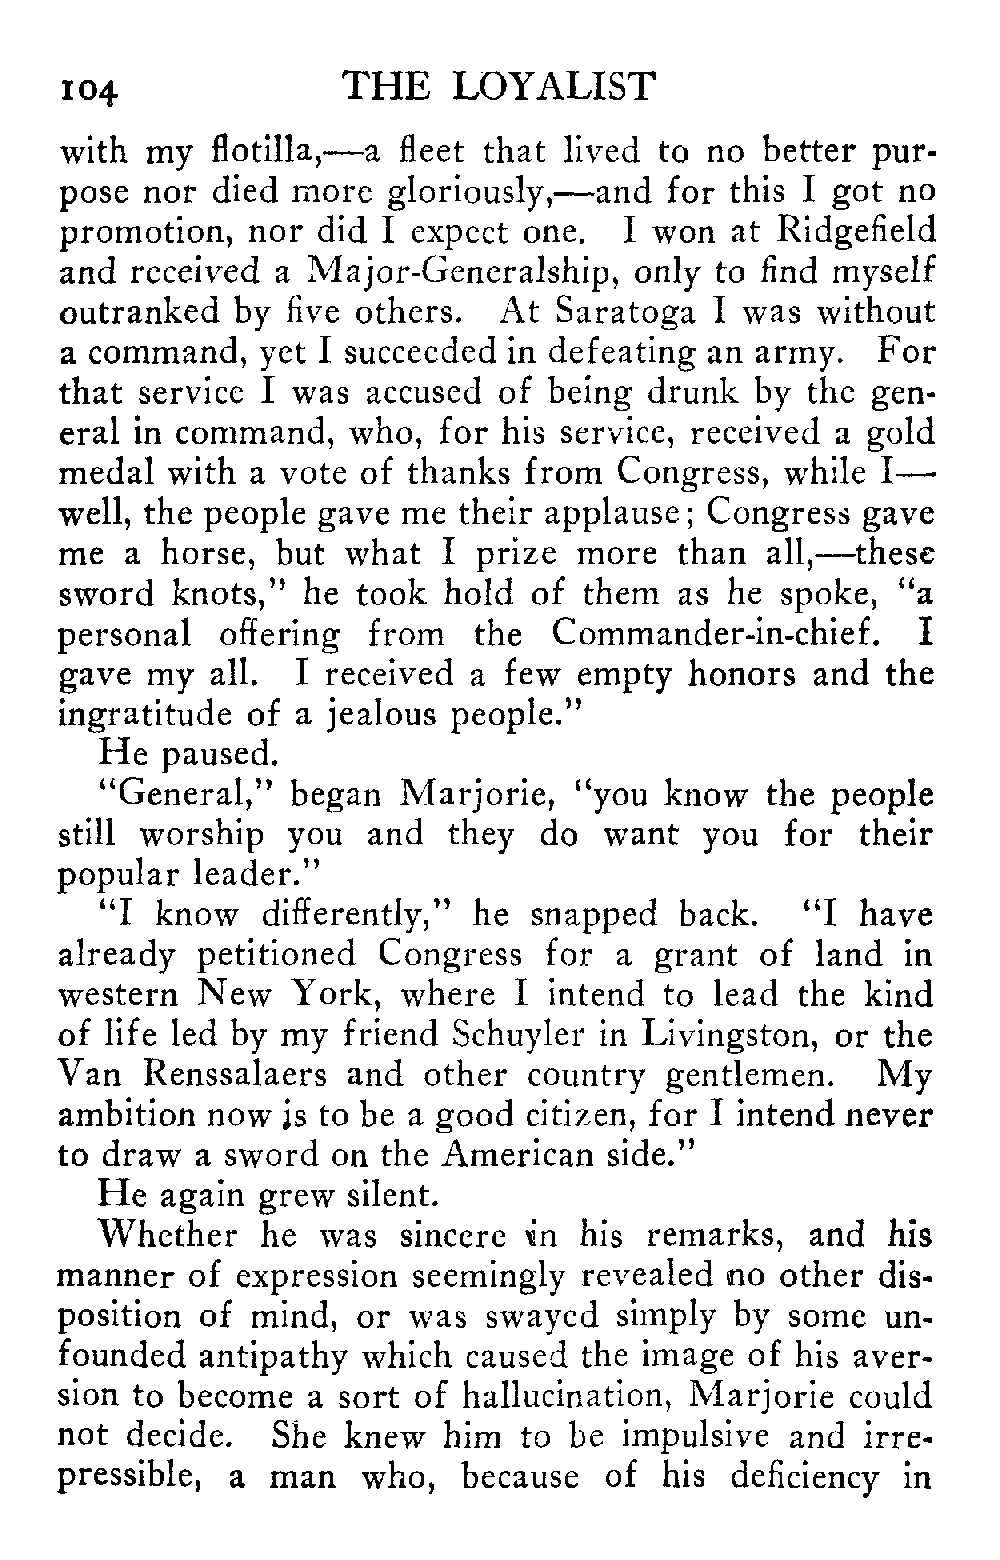 104 THE LOYALIST
with my flotilla,—a fleet that lived to no better pur-
pose nor died more gloriously,—and for this I got no
promotion, nor did I expect one. I won at Ridgefield
and received a Major-Generalship, only to find myself
outranked by five others. At Saratoga I was without
a command, yet I succeeded in defeating an army. For
that service I was accused of being drunk by the gen-
eral in command, who, for his service, received a gold
medal with a vote of thanks from Congress, while I—
well, the people gave me their applause; Congress gave
me a horse, but what I prize more than all,—these
sword knots," he took hold of them as he spoke, "a
personal offering from the Commander-in-chief. I
gave my all. I received a few empty honors and the
ingratitude of a jealous people."
He paused.
"General," began Marjorie, "you know the people
still worship you and they do want you for their
popular leader."
"I know differently," he snapped back. "I have
already petitioned Congress for a grant of land in
western New York, where I intend to lead the kind
of life led by my friend Schuyler in Livingston, or the
Van Renssalaers and other country gentlemen. My
ambition now is to be a good citizen, for I intend never
to draw a sword on the American side."
He again grew silent.
Whether he was sincere in his remarks, and his
manner of expression seemingly revealed no other dis-
position of mind, or was swayed simply by some un-
founded antipathy which caused the image of his aver-
sion to become a sort of hallucination, Marjorie could
not decide. She knew him to be impulsive and irre-
pressible, a man who, because of his deficiency in